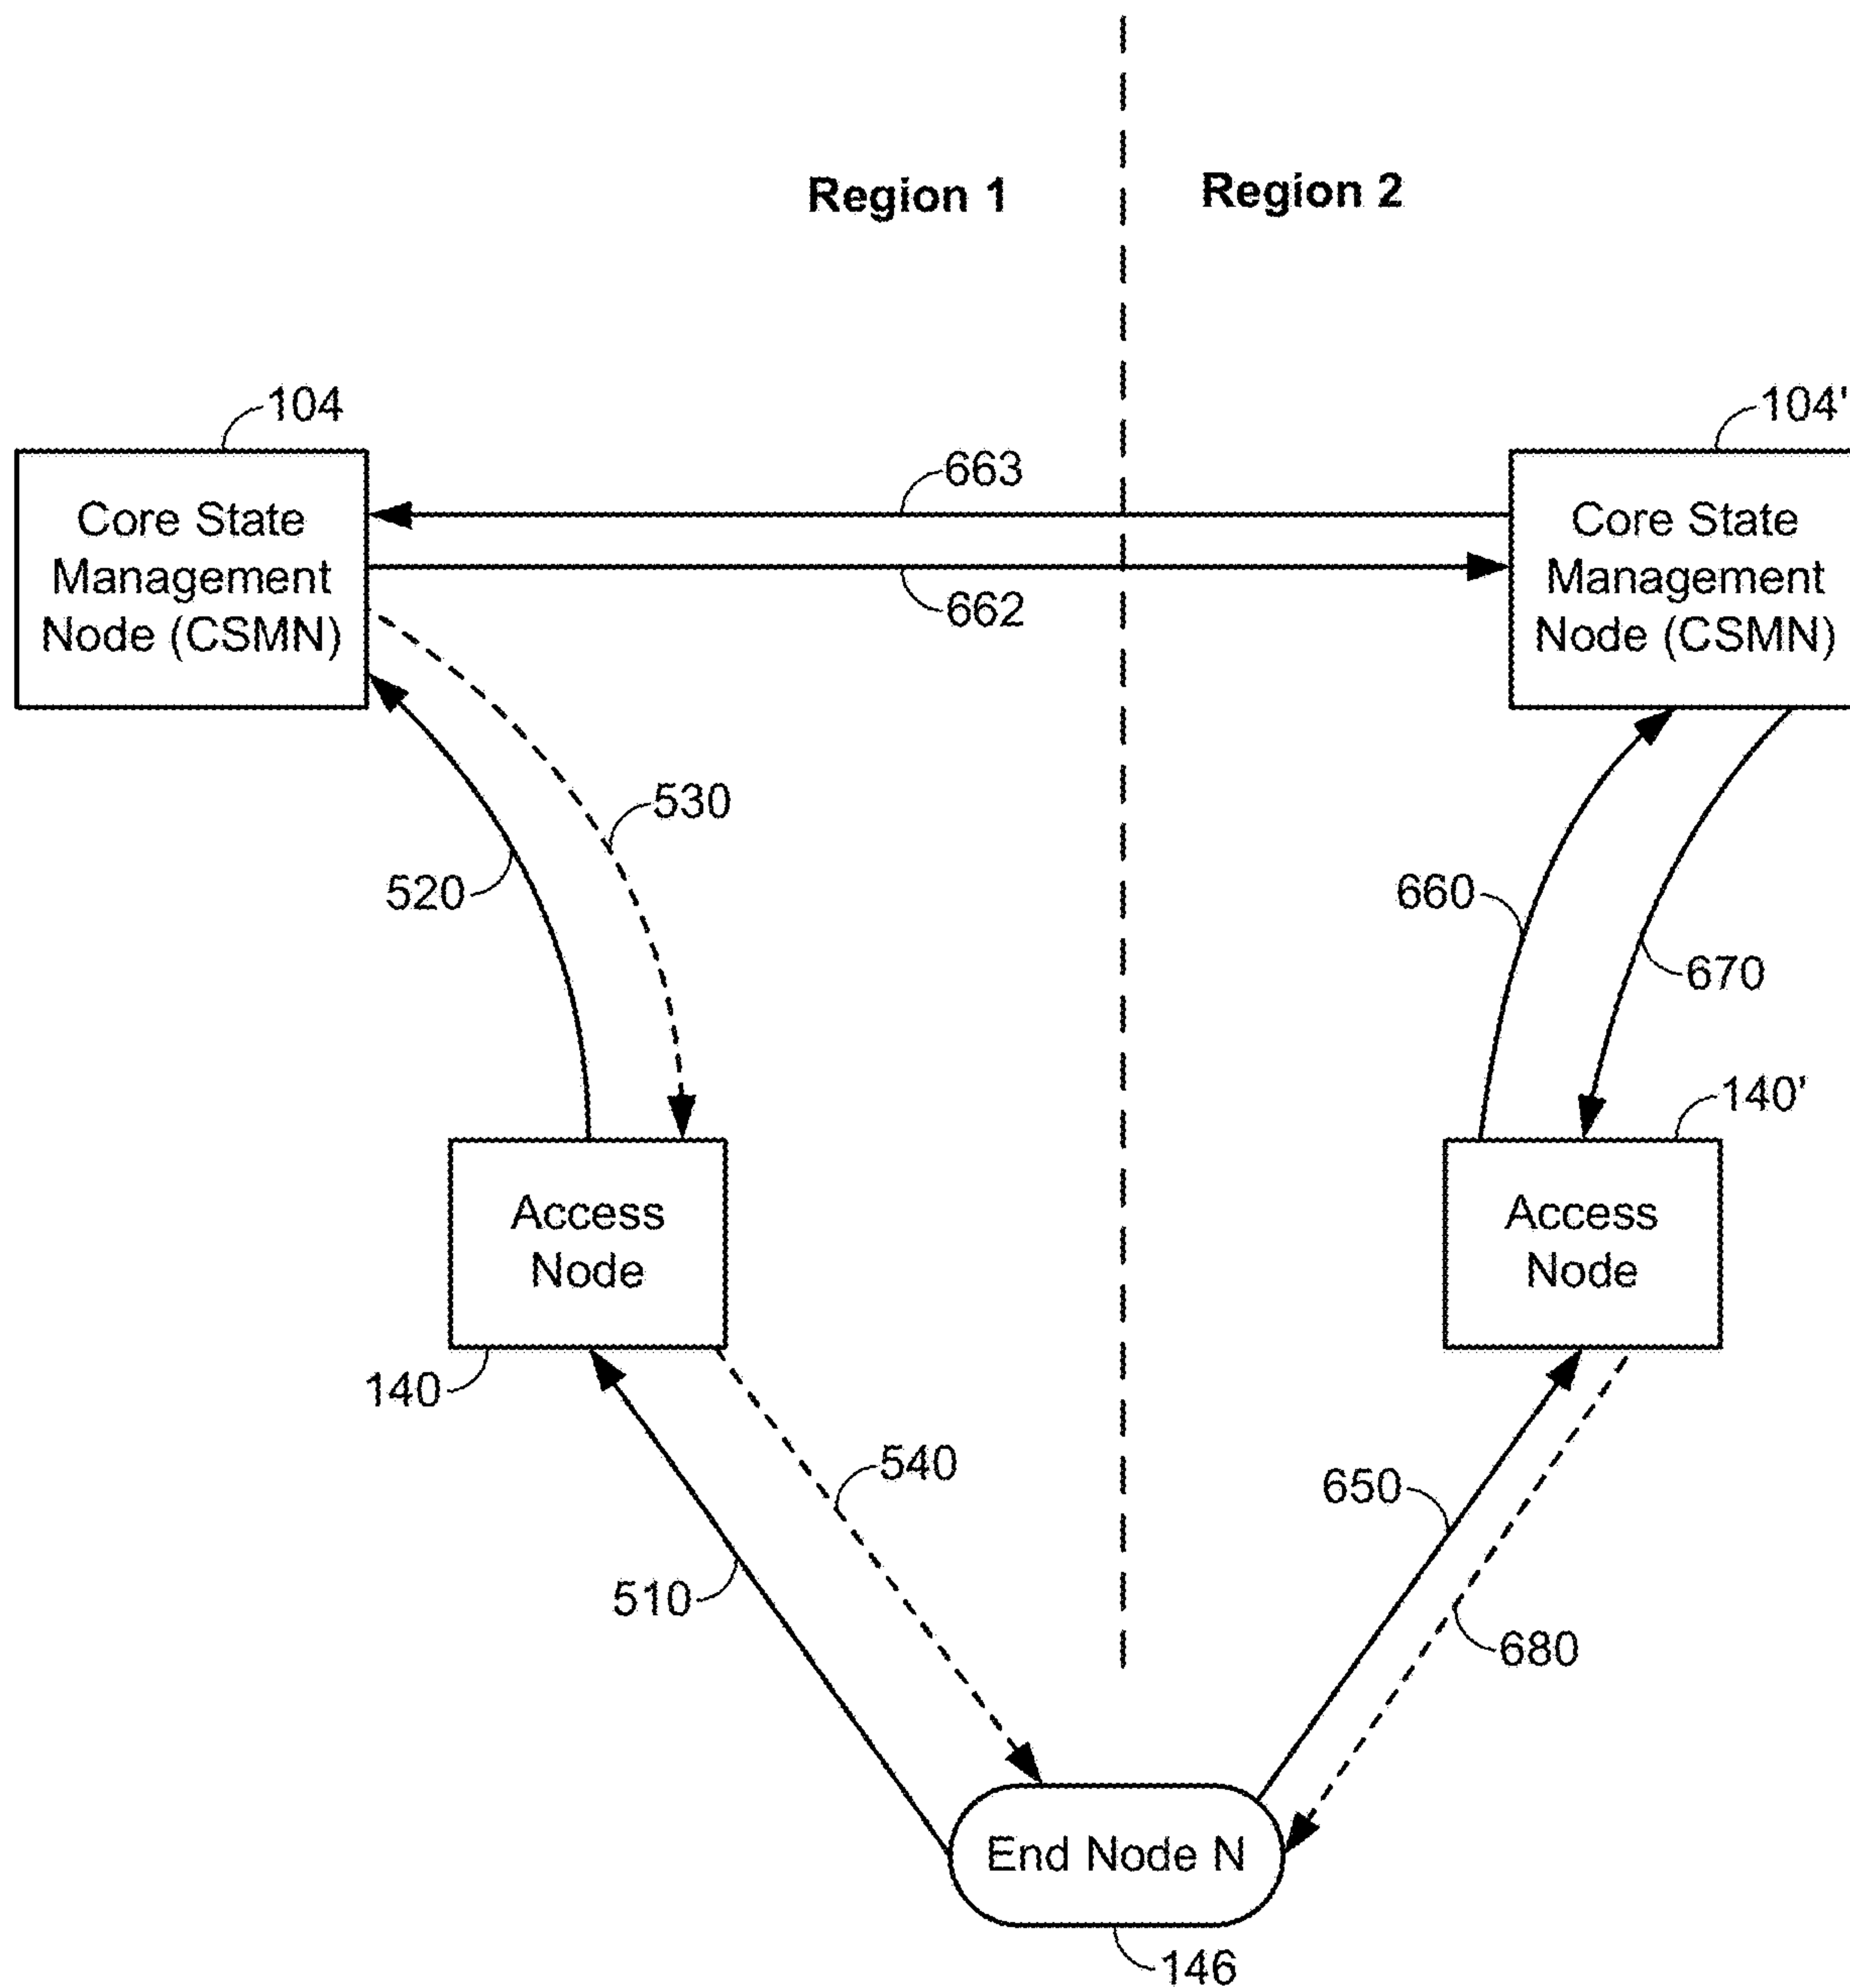 Region 1
Region 2
104
104'
663
Core State
Management
Node (CSMN)
Core State
Management
Node (CSMN)
662
530
520
660
670
140'
Access
Node
Access
Node
140
540
650
510
680
End Node N
146